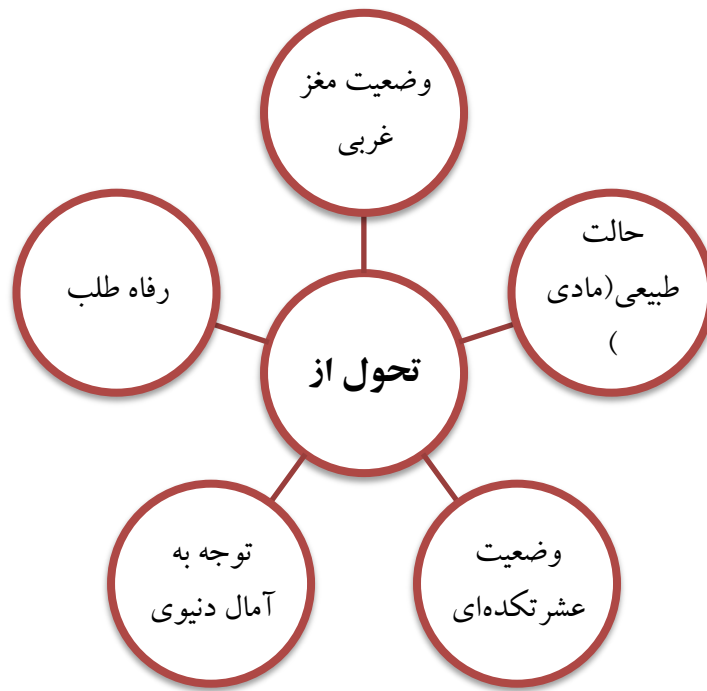 وضعیت مغز
غربی
حالت
طبیعی(مادی
)
وضعیت
عشرتکده‌ای
توجه به
آمال دنیوی
رفاه طلب
تحول از